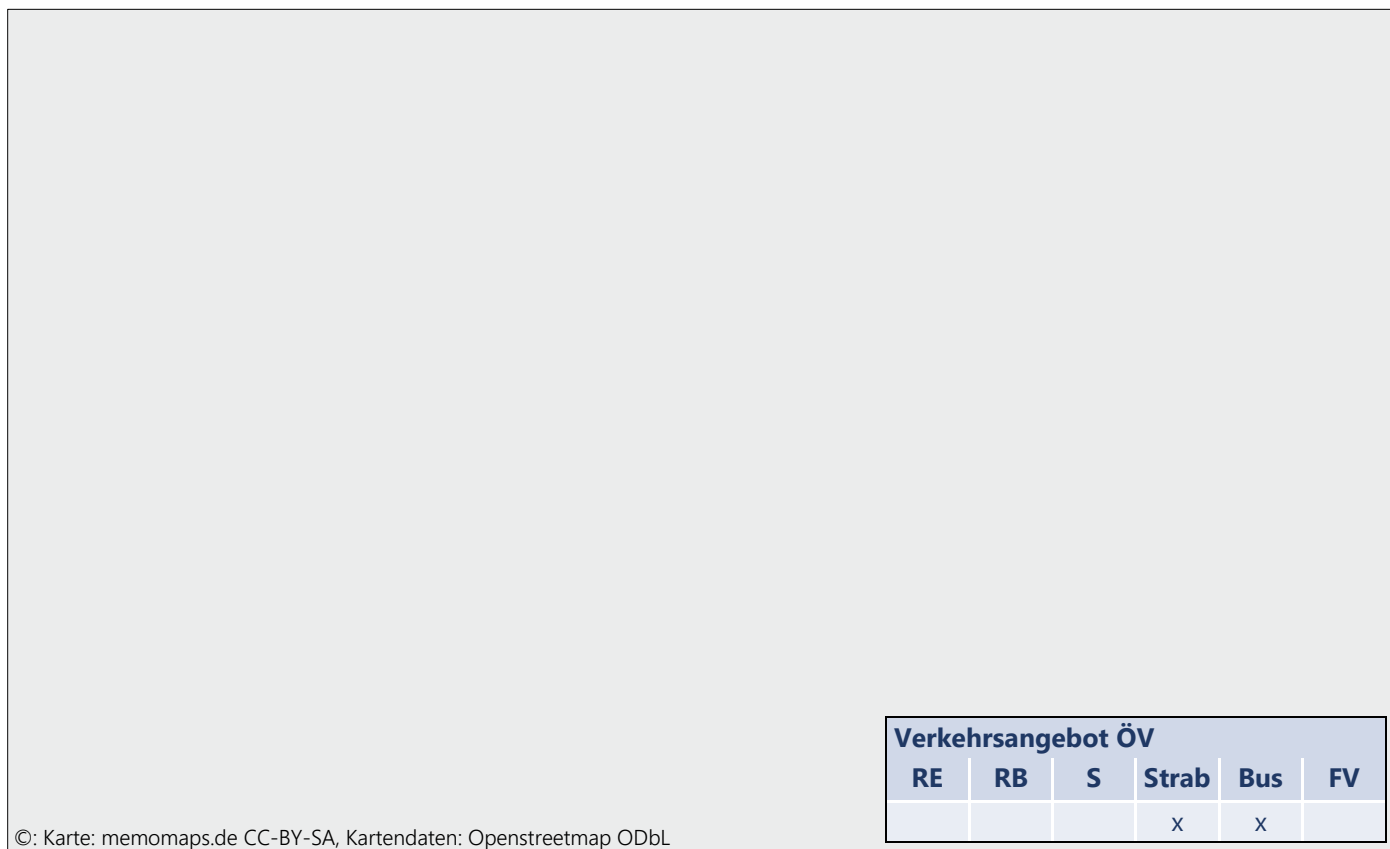 Verkehrsangebot ÖV
RE RB S Strab Bus FV
x x
©: Karte: memomaps.de CC-BY-SA, Kartendaten: Openstreetmap ODbL